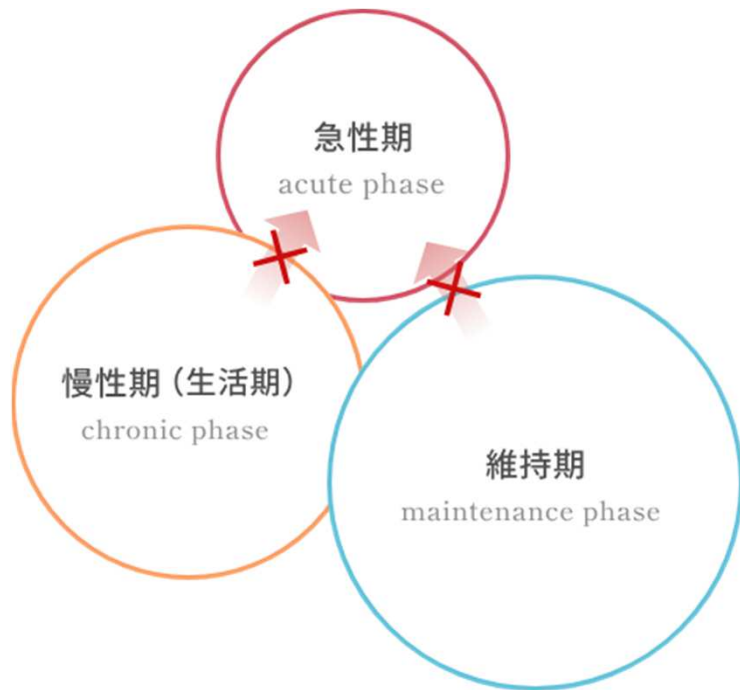 急性期
acute phase
慢性期（生活期）
chronic phase
維持期
maintenance phase